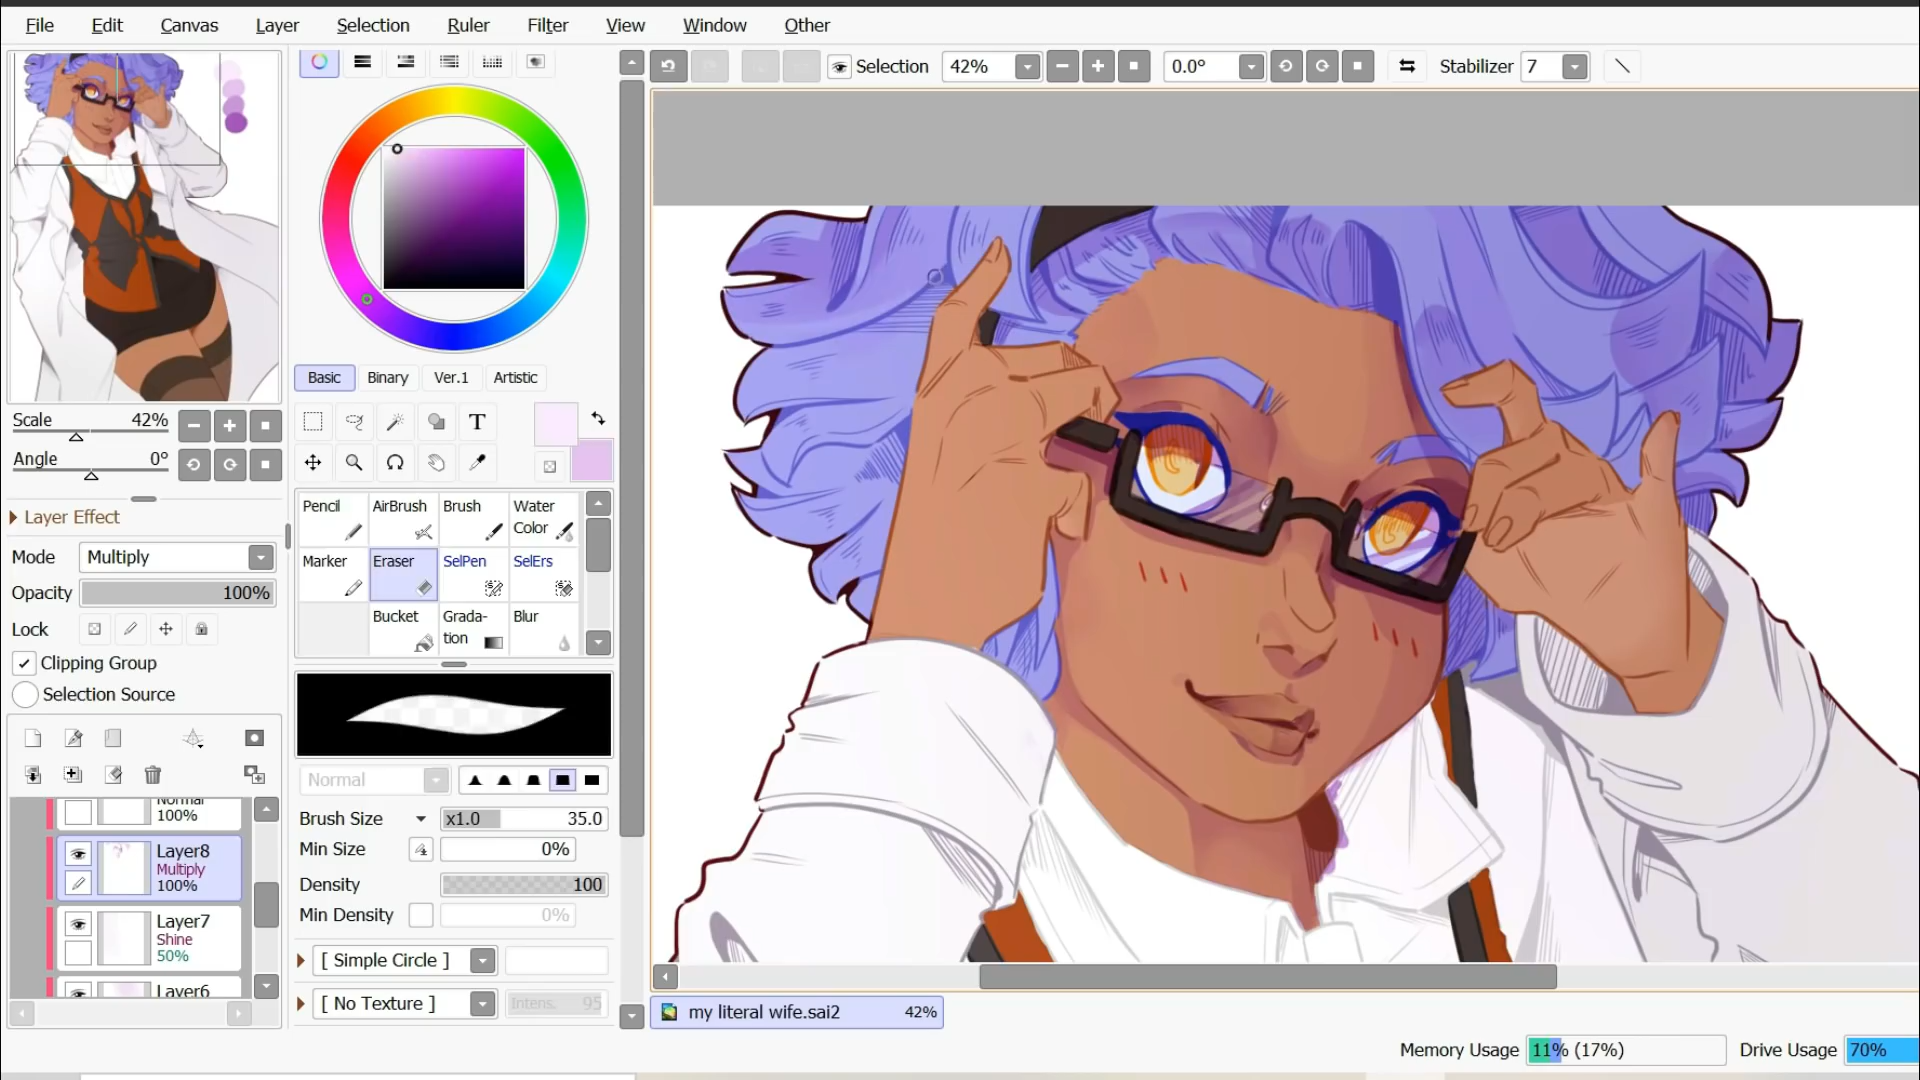 File Edit Canvas Layer Selection Ruler Filter View Window Other
Selection 42% 0.0° Stabilizer 7
Basic Binary Ver.1 Artistic
Scale 42%
Angle 0°
T
Layer Effect
Mode Multiply
Opacity 100%
Lock
Clipping Group
Selection Source
Pencil AirBrush Brush Water Color
Marker Eraser SelPen SelErs
Bucket Grada-tion Blur
Normal
Brush Size x1.0 35.0
Min Size 0%
Density 100
Min Density 0%
[ Simple Circle ]
[ No Texture ] Intens. 95
Normal
100%
Layer8
Multiply
100%
Layer7
Shine
50%
Layer6
my literal wife.sai2 42%
Memory Usage 11% (17%) Drive Usage 70%